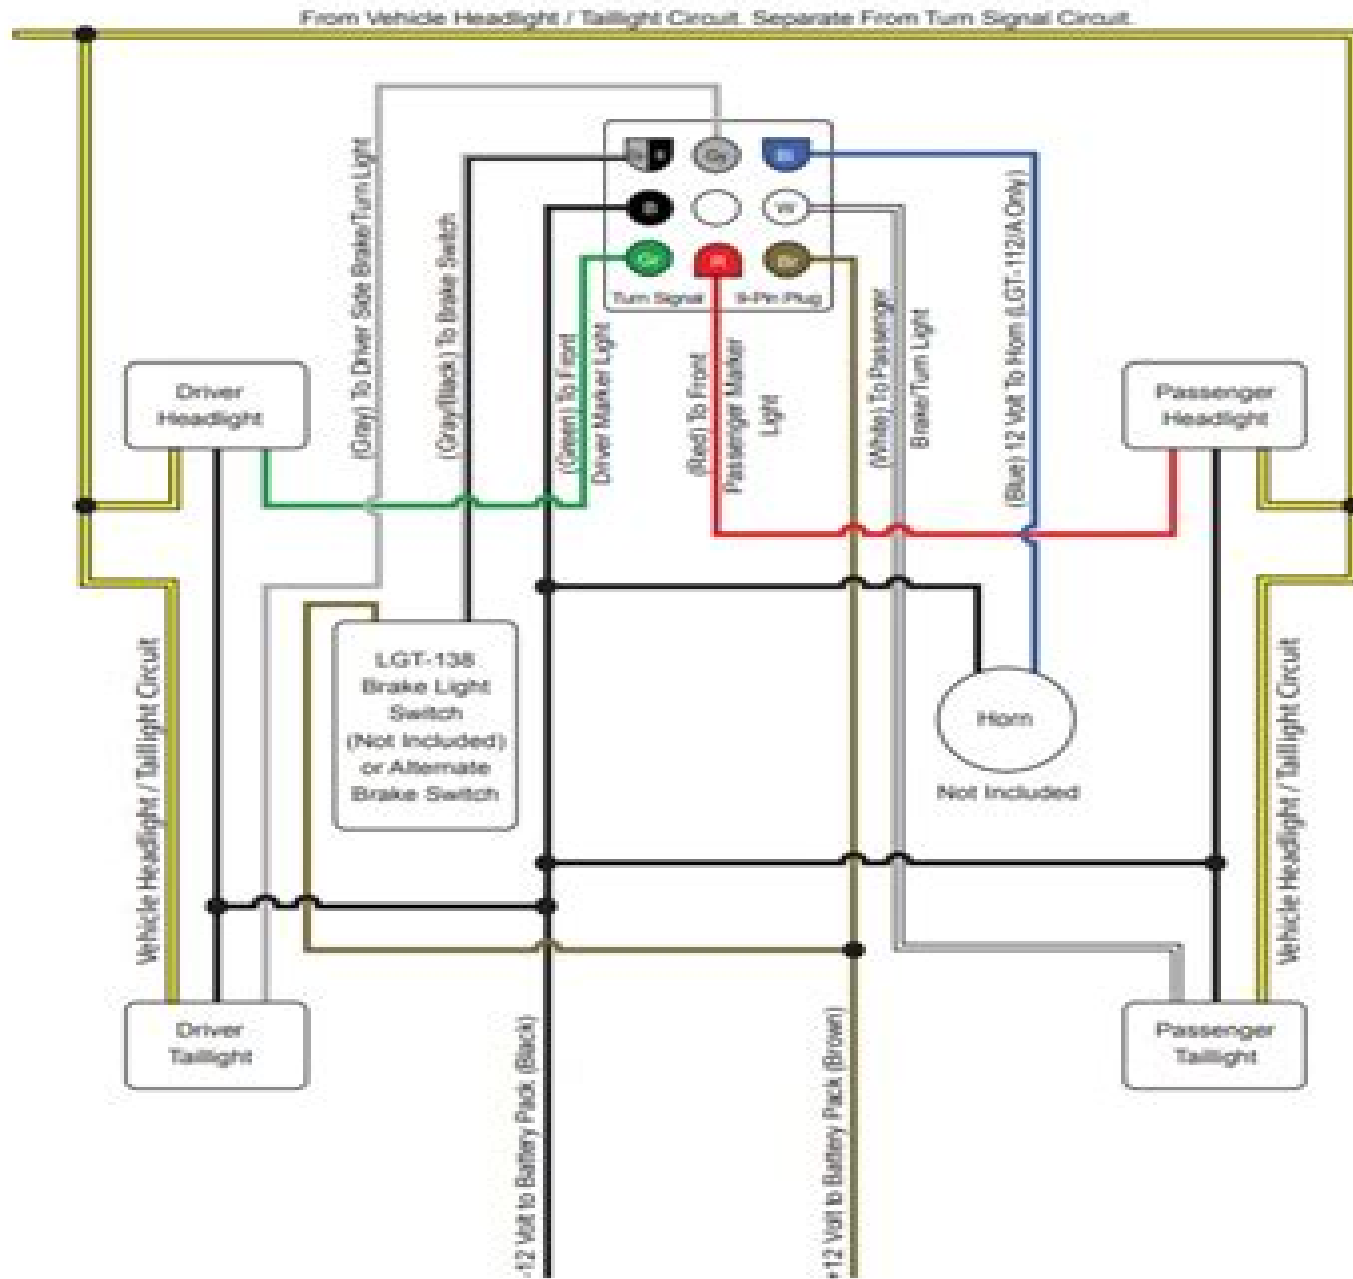 From Vehicle Headlight / Taillight Circuit. Separate From Turn Signal Circuit.
Gy
Bl
B
W
Gr
R
Br
Turn Signal
9-Pin Plug
(Gray) To Driver Side Brake/Turn Light
(Gray/Black) To Brake Switch
(Green) To Front
Driver Marker Light
(Red) To Front
Passenger Marker
Light
(White) To Passenger
Brake/Turn Light
(Blue) 12 Volt To Horn (LGT-112/A Only)
Driver
Headlight
Passenger
Headlight
LGT-138
Brake Light
Switch
(Not Included)
or Alternate
Brake Switch
Horn
Not Included
Vehicle Headlight / Taillight Circuit
Vehicle Headlight / Taillight Circuit
Driver
Taillight
Passenger
Taillight
-12 Volt to Battery Pack (Black)
+12 Volt to Battery Pack (Brown)